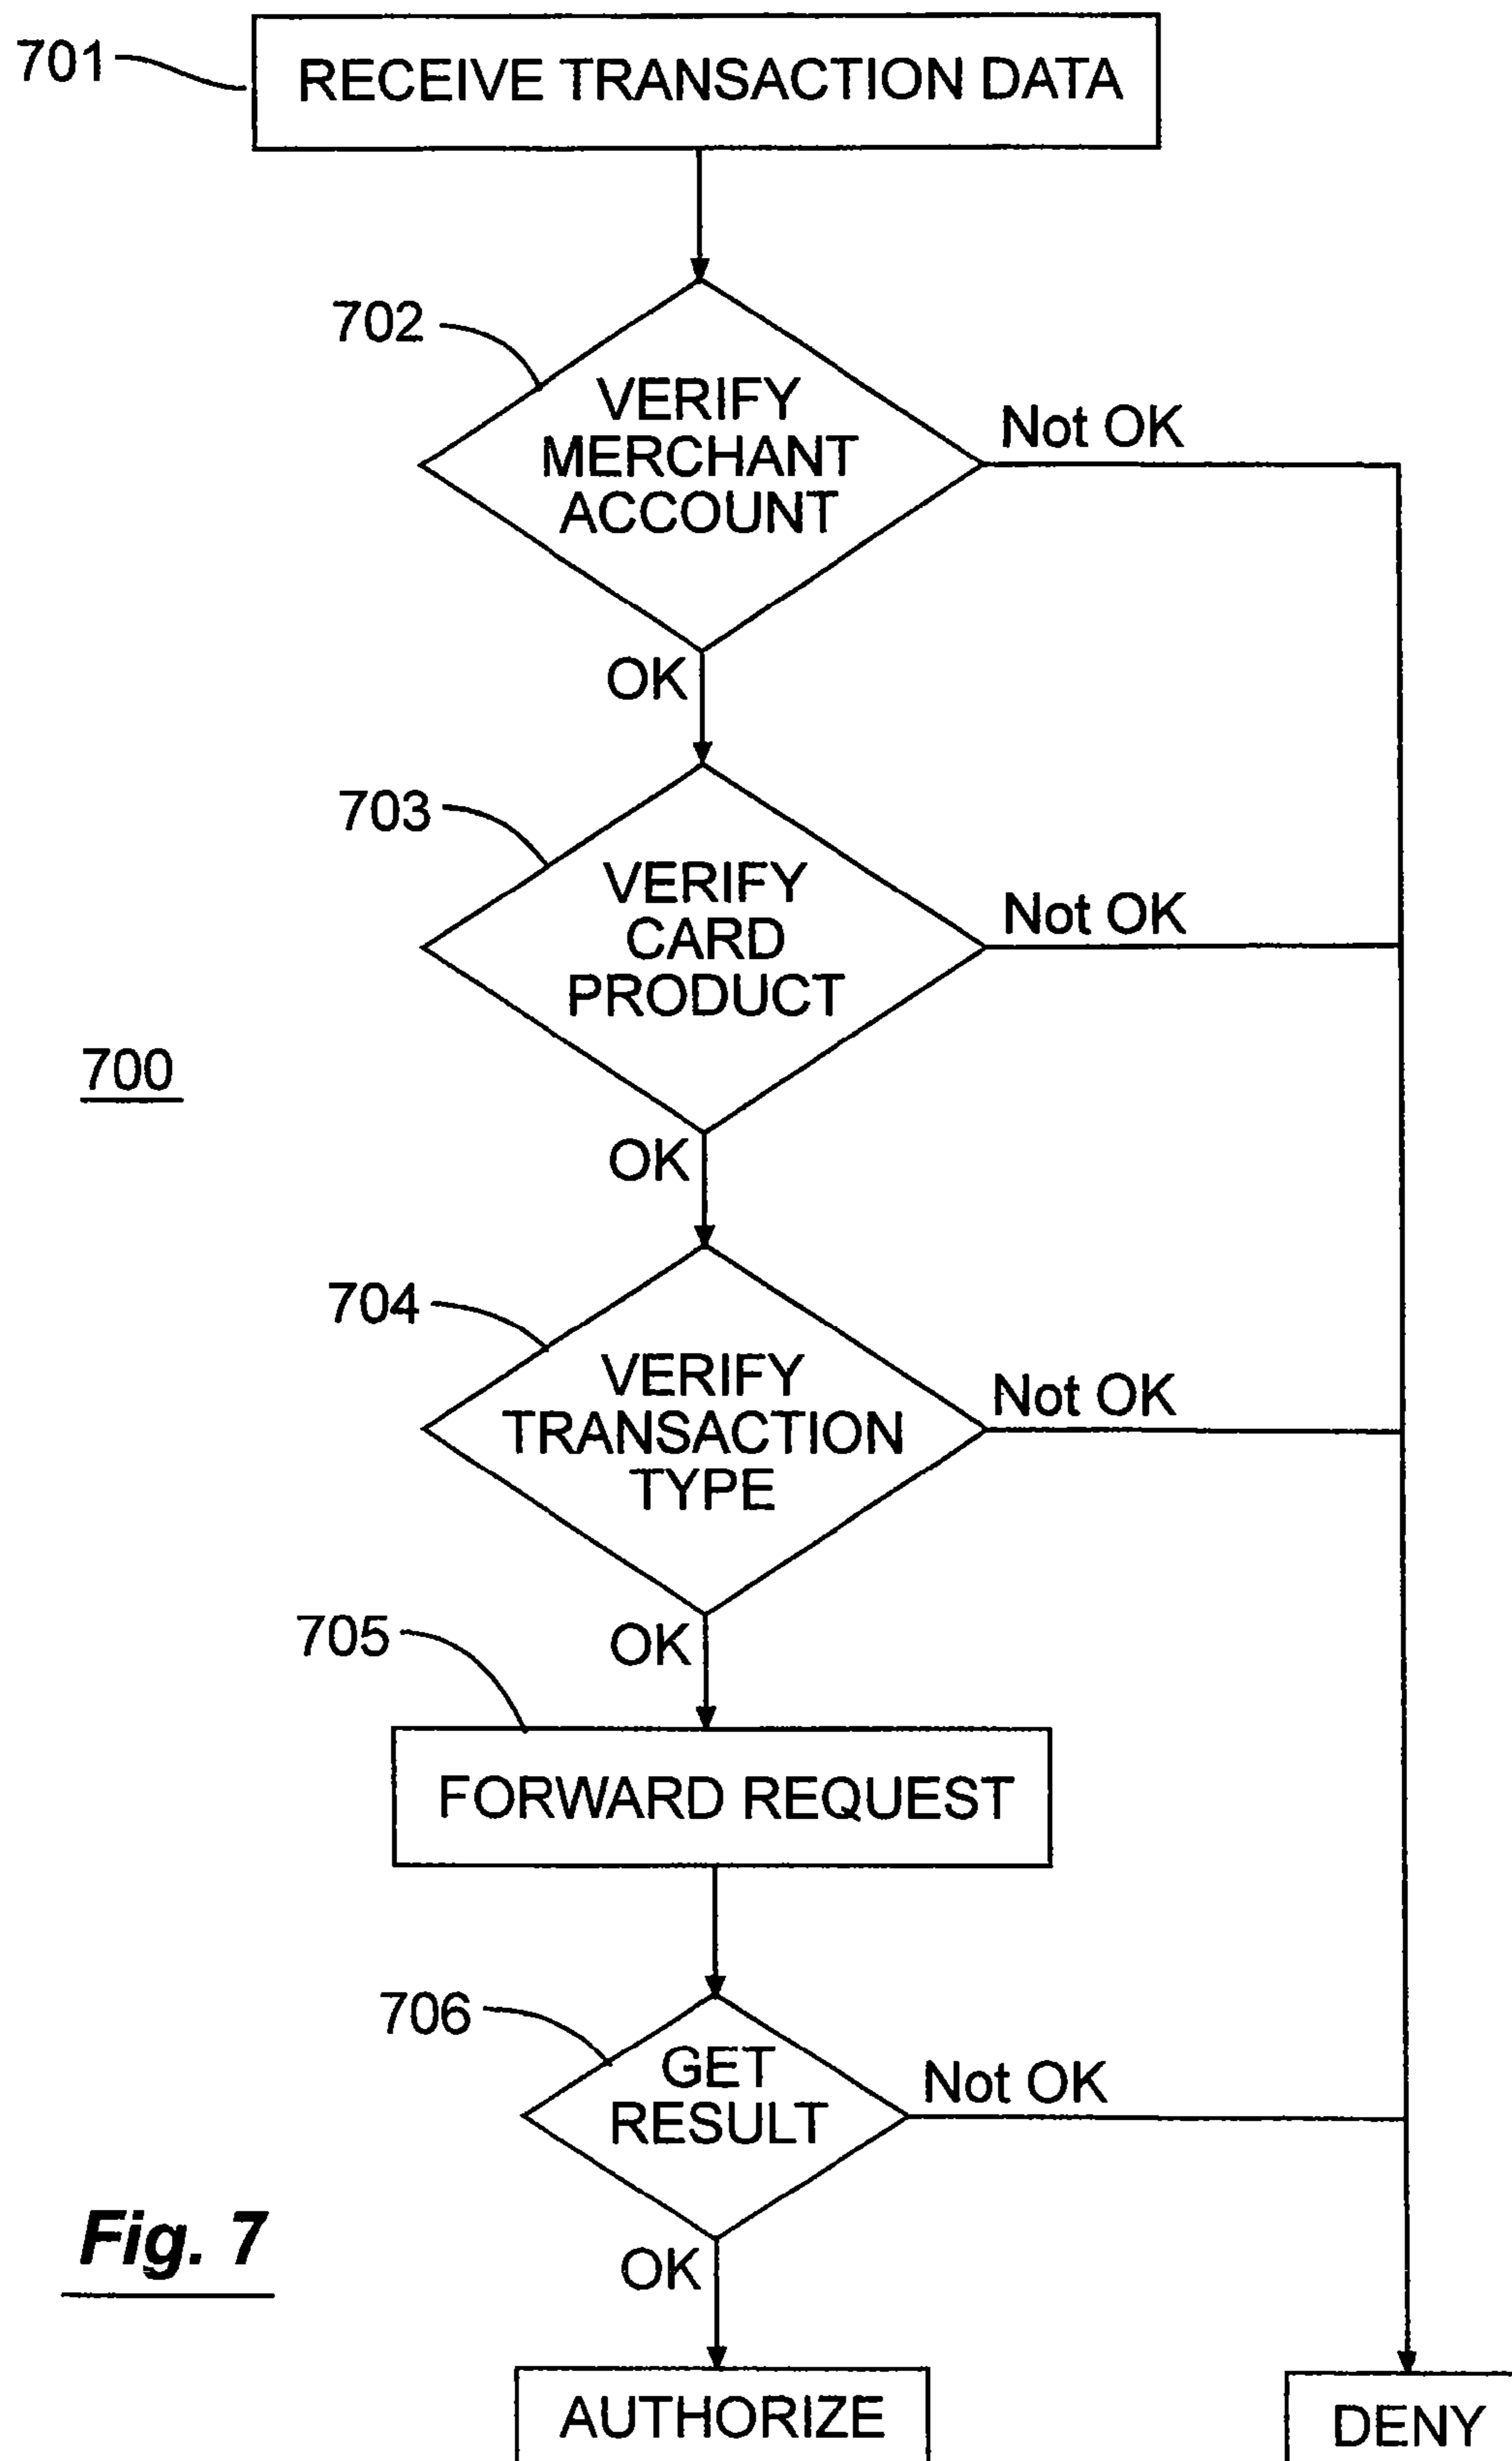 701
RECEIVE TRANSACTION DATA
702
VERIFY
MERCHANT
ACCOUNT
Not OK
OK
703
VERIFY
CARD
PRODUCT
Not OK
700
OK
704
VERIFY
TRANSACTION
TYPE
Not OK
OK
705
FORWARD REQUEST
706
GET
RESULT
Not OK
Fig. 7
OK
AUTHORIZE
DENY